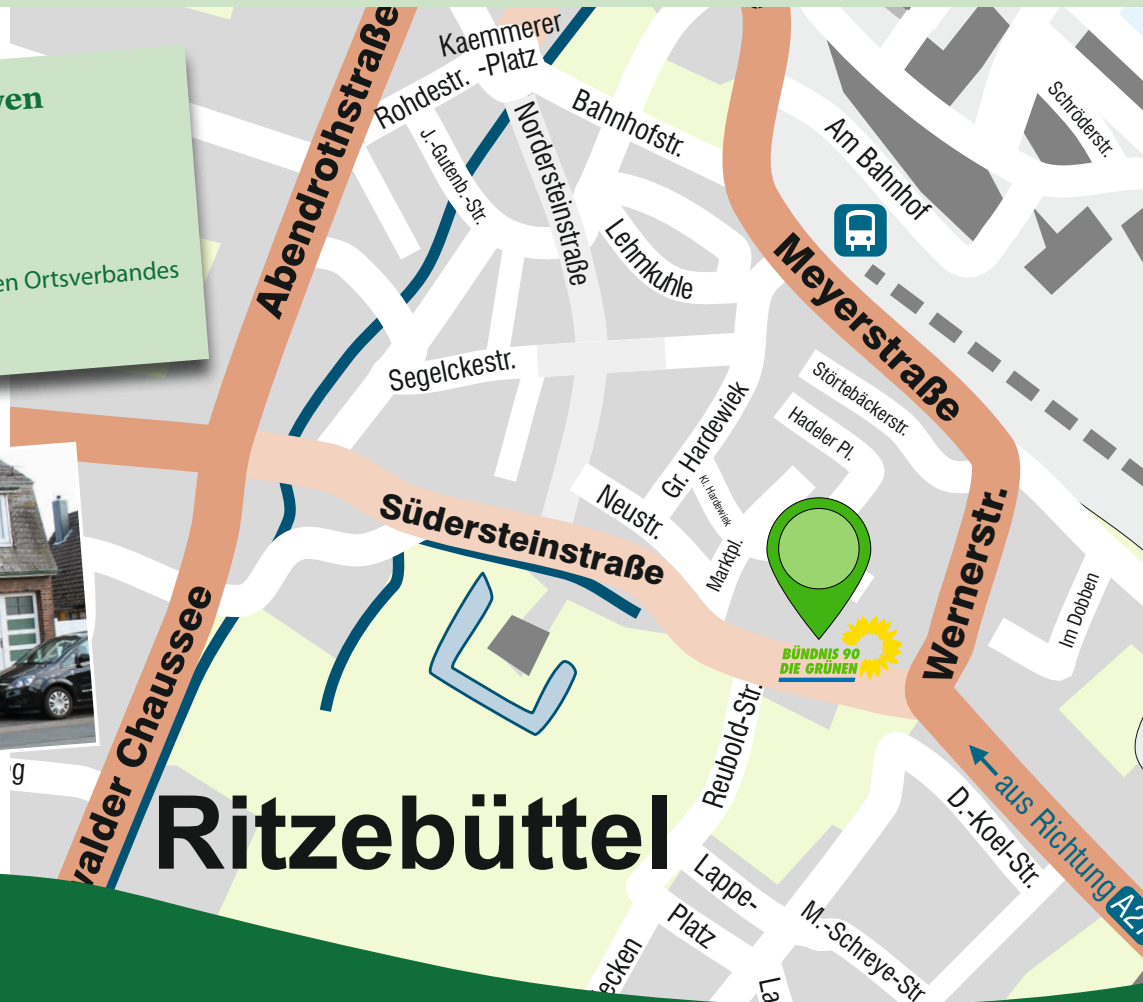 ven
en Ortsverbandes
Kaemmerer
-Platz
Rohdestr.
Abendrothstraße
J.-Gutenb.-Str.
Nordersteinstraße
Bahnhofstr.
Am Bahnhof
Schröderstr.
Lehmkuhle
Meyerstraße
Segelckestr.
Störtebäckerstr.
Hadeler Pl.
Gr. Hardewiek
Kl. Hardewiek
Neustr.
Marktpl.
Südersteinstraße
Wernerstr.
Im Dobben
BÜNDNIS 90
DIE GRÜNEN
Reubold-Str.
walder Chaussee
g
Ritzebüttel
aus Richtung A27
D.-Koel-Str.
Lappe-
Platz
M.-Schreye-Str
ecken
La